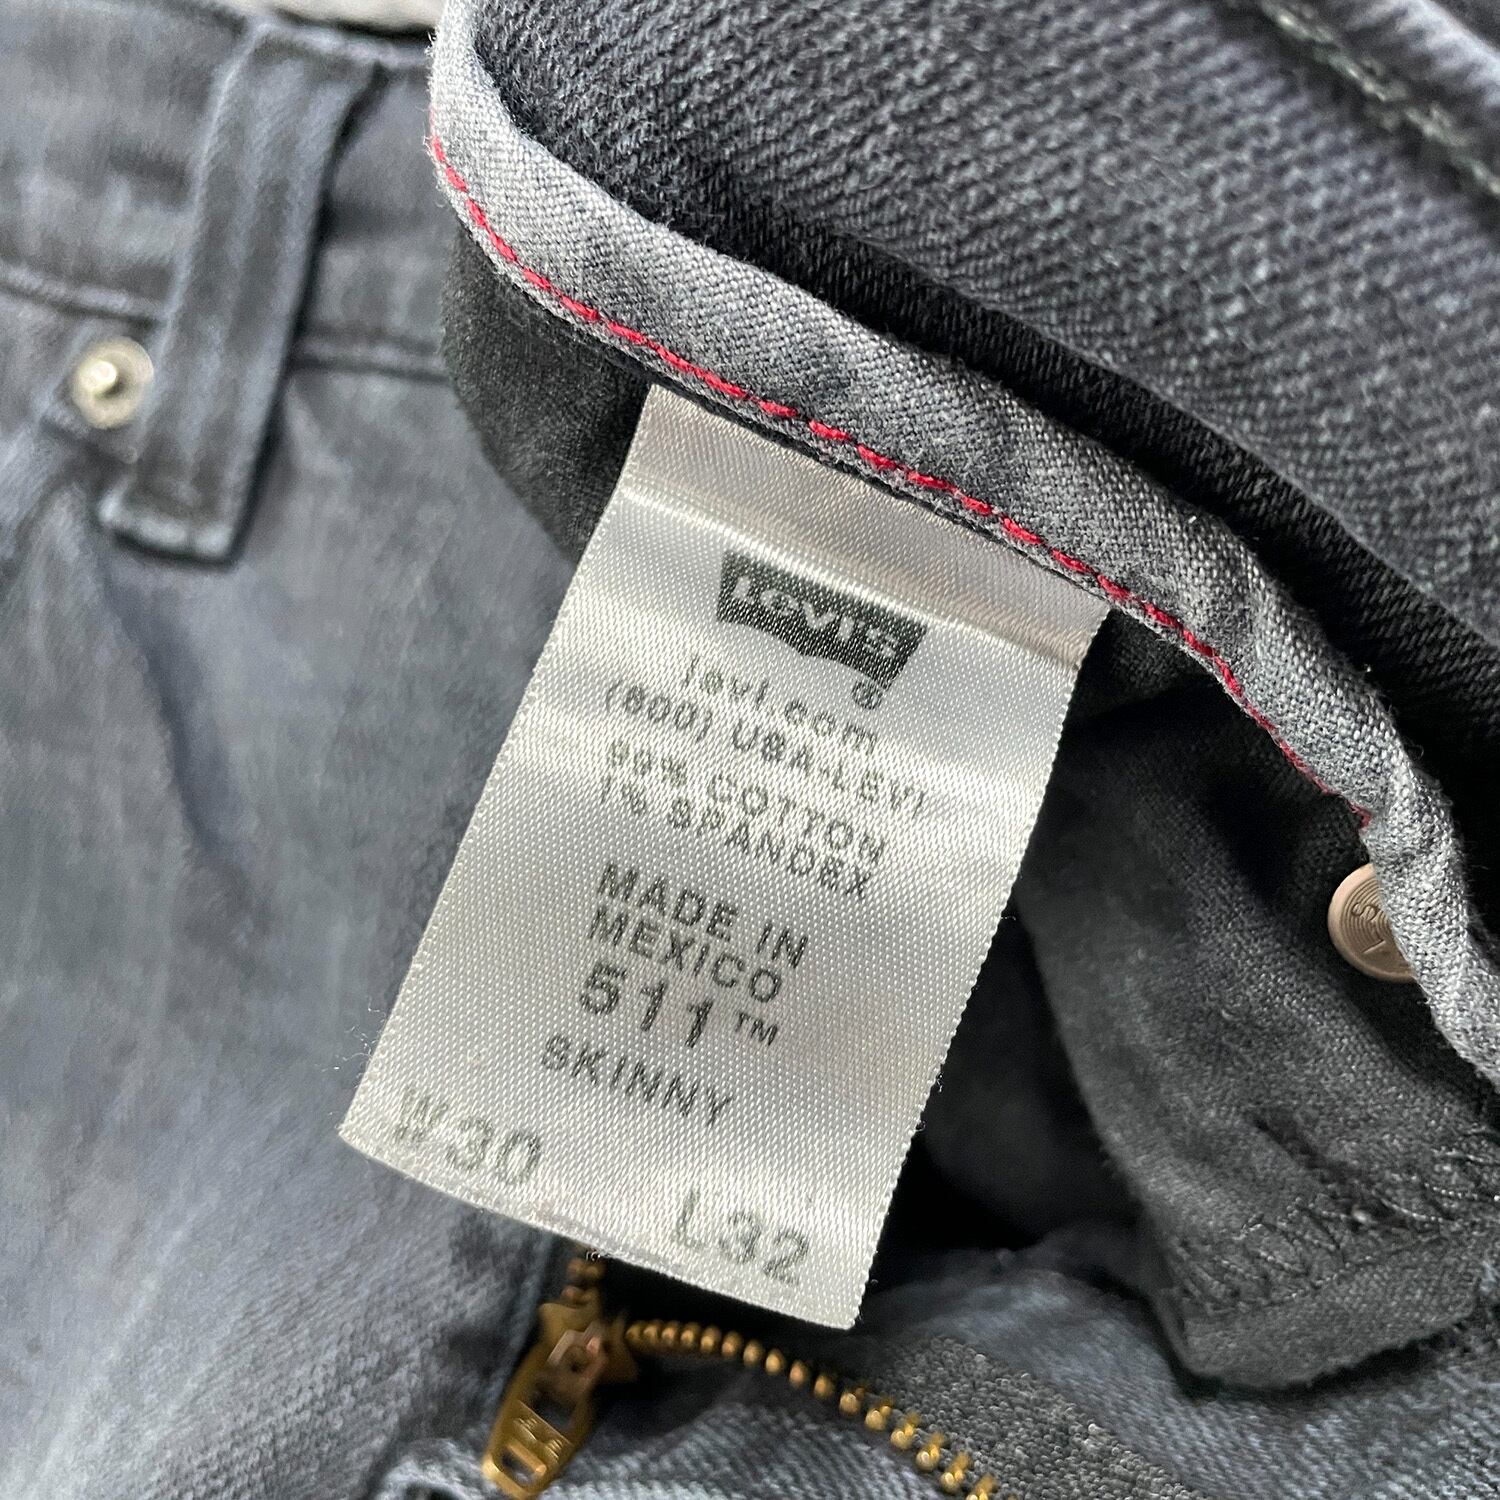 Levi's
®
levi.com
(800) USA-LEVI
99% COTTON
1% SPANDEX
MADE IN
MEXICO
511™
SKINNY
W30 L32